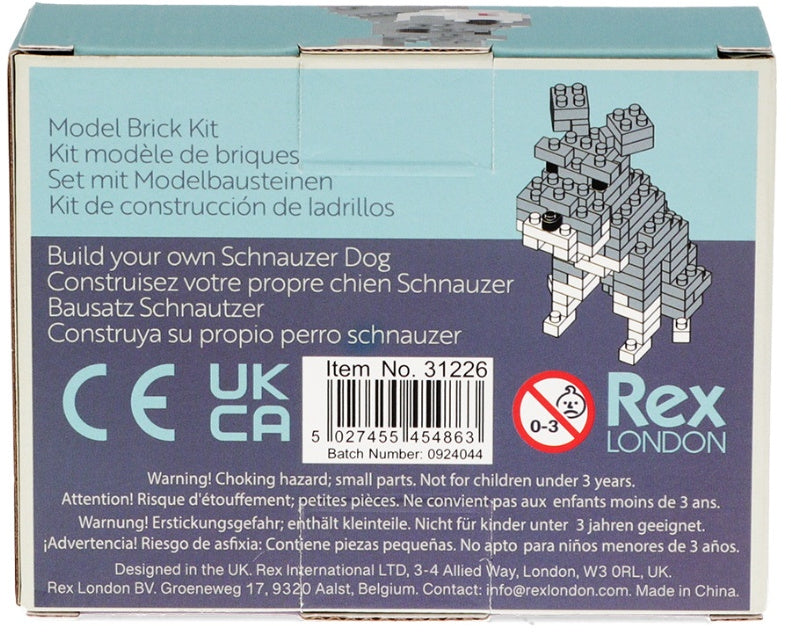 Model Brick Kit
Kit modèle de briques
Set mit Modelbausteinen
Kit de construcción de ladrillos
Build your own Schnauzer Dog
Construisez votre propre chien Schnauzer
Bausatz Schnautzer
Construya su propio perro schnauzer
CE
UK
CA
Item No. 31226
5 027455 454863
Batch Number: 0924044
0-3
Rex
LONDON
Warning! Choking hazard; small parts. Not for children under 3 years.
Attention! Risque d'étouffement; petites pièces. Ne convient pas aux enfants moins de 3 ans.
Warnung! Erstickungsgefahr; enthält kleinteile. Nicht für kinder unter 3 jahren geeignet.
¡Advertencia! Riesgo de asfixia: Contiene piezas pequeñas. No apto para niños menores de 3 años.
Designed in the UK. Rex International LTD, 3-4 Allied Way, London, W3 0RL, UK.
Rex London BV. Groeneweg 17, 9320 Aalst, Belgium. Contact: info@rexlondon.com. Made in China.